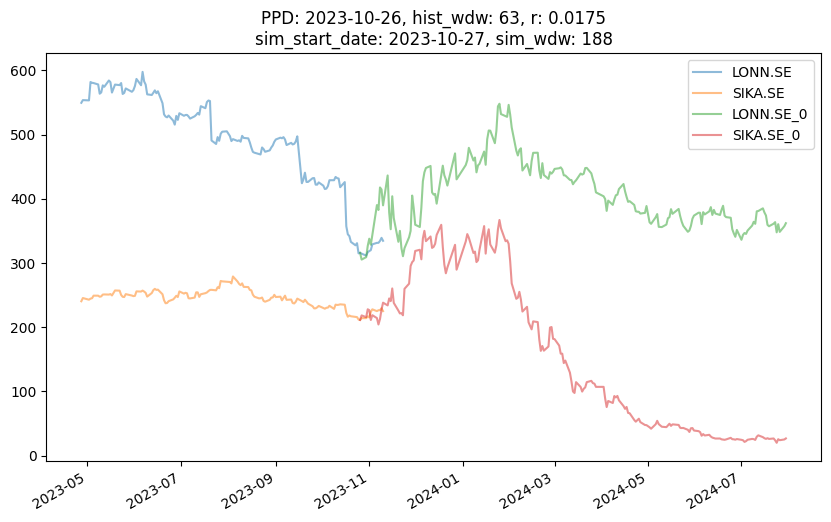 PPD: 2023-10-26, hist_wdw: 63, r: 0.0175
sim_start_date: 2023-10-27, sim_wdw: 188
LONN.SE
SIKA.SE
LONN.SE_0
SIKA.SE_0
600
500
400
300
200
100
0
2023-05
2023-07
2023-09
2023-11
2024-01
2024-03
2024-05
2024-07